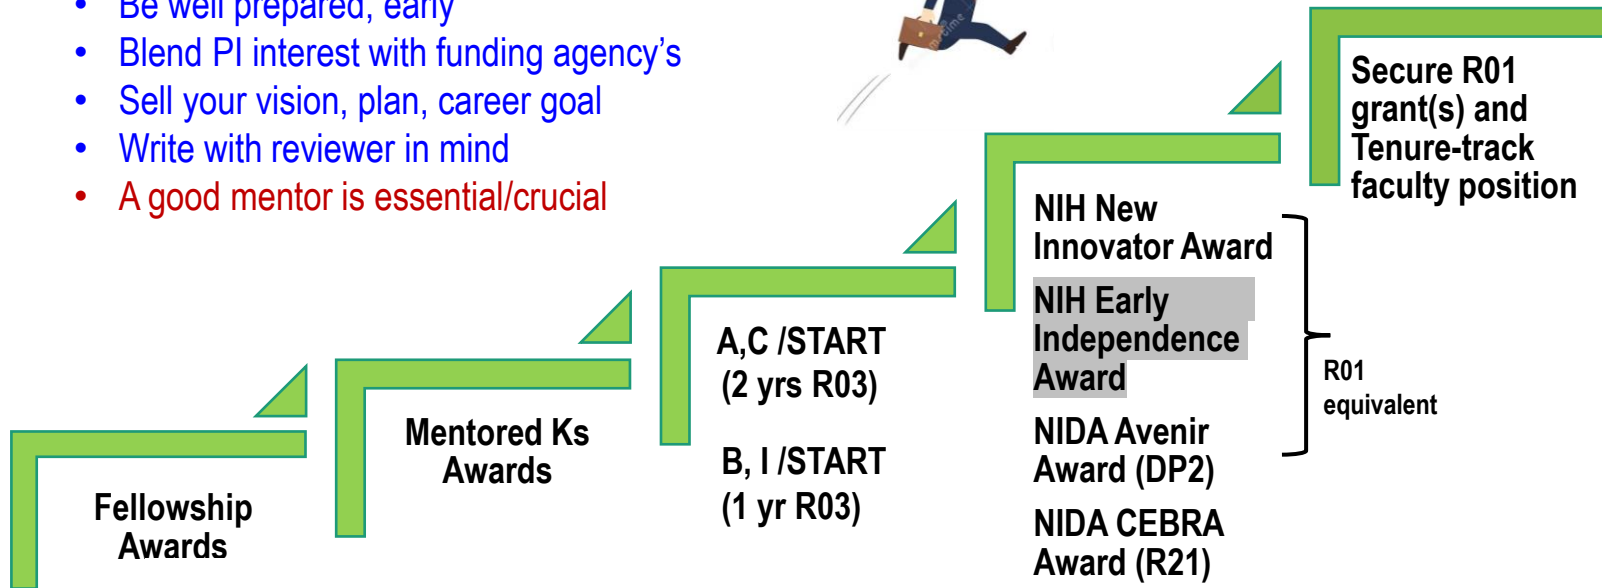 • Be well prepared, early
• Blend PI interest with funding agency's
• Sell your vision, plan, career goal
• Write with reviewer in mind
• A good mentor is essential/crucial
Fellowship
Awards
Mentored Ks
Awards
A,C /START
(2 yrs R03)
B, I /START
(1 yr R03)
NIH New
Innovator Award
NIH Early
Independence
Award
NIDA Avenir
Award (DP2)
NIDA CEBRA
Award (R21)
R01
equivalent
Secure R01
grant(s) and
Tenure-track
faculty position